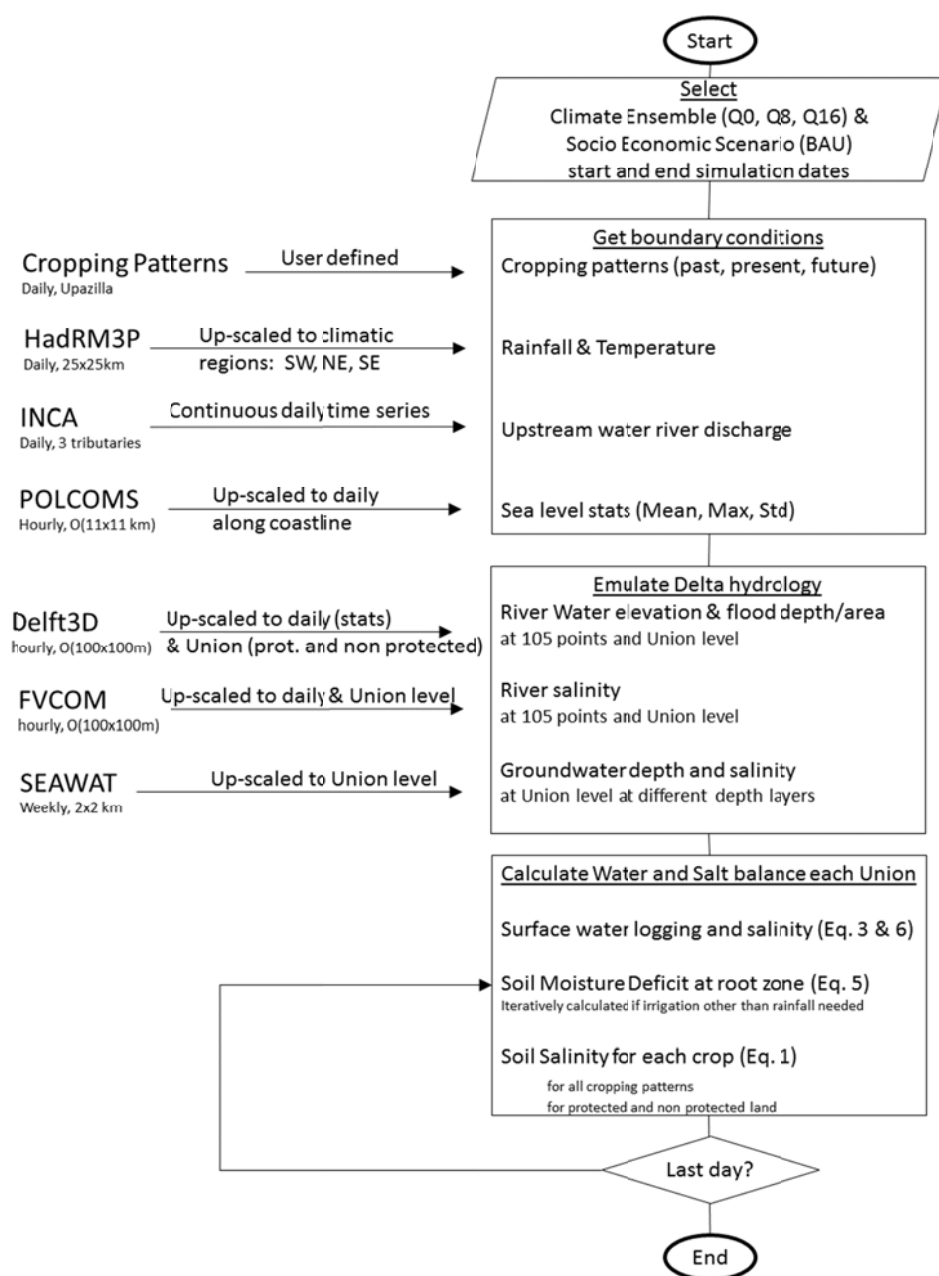 Start
Select
Climate Ensemble (Q0, Q8, Q16) &
Socio Economic Scenario (BAU)
start and end simulation dates
Get boundary conditions
Cropping Patterns
Daily, Upazilla
User defined
Cropping patterns (past, present, future)
HadRM3P
Daily, 25x25km
Up-scaled to climatic
regions: SW, NE, SE
Rainfall & Temperature
INCA
Daily, 3 tributaries
Continuous daily time series
Upstream water river discharge
POLCOMS
Hourly, O(11x11 km)
Up-scaled to daily
along coastline
Sea level stats (Mean, Max, Std)
Emulate Delta hydrology
Delft3D
hourly, O(100x100m)
Up-scaled to daily (stats)
& Union (prot. and non protected)
River Water elevation & flood depth/area
at 105 points and Union level
FVCOM
hourly, O(100x100m)
Up-scaled to daily & Union level
River salinity
at 105 points and Union level
SEAWAT
Weekly, 2x2 km
Up-scaled to Union level
Groundwater depth and salinity
at Union level at different depth layers
Calculate Water and Salt balance each Union
Surface water logging and salinity (Eq. 3 & 6)
Soil Moisture Deficit at root zone (Eq. 5)
Iteratively calculated if irrigation other than rainfall needed
Soil Salinity for each crop (Eq. 1)
for all cropping patterns
for protected and non protected land
Last day?
End